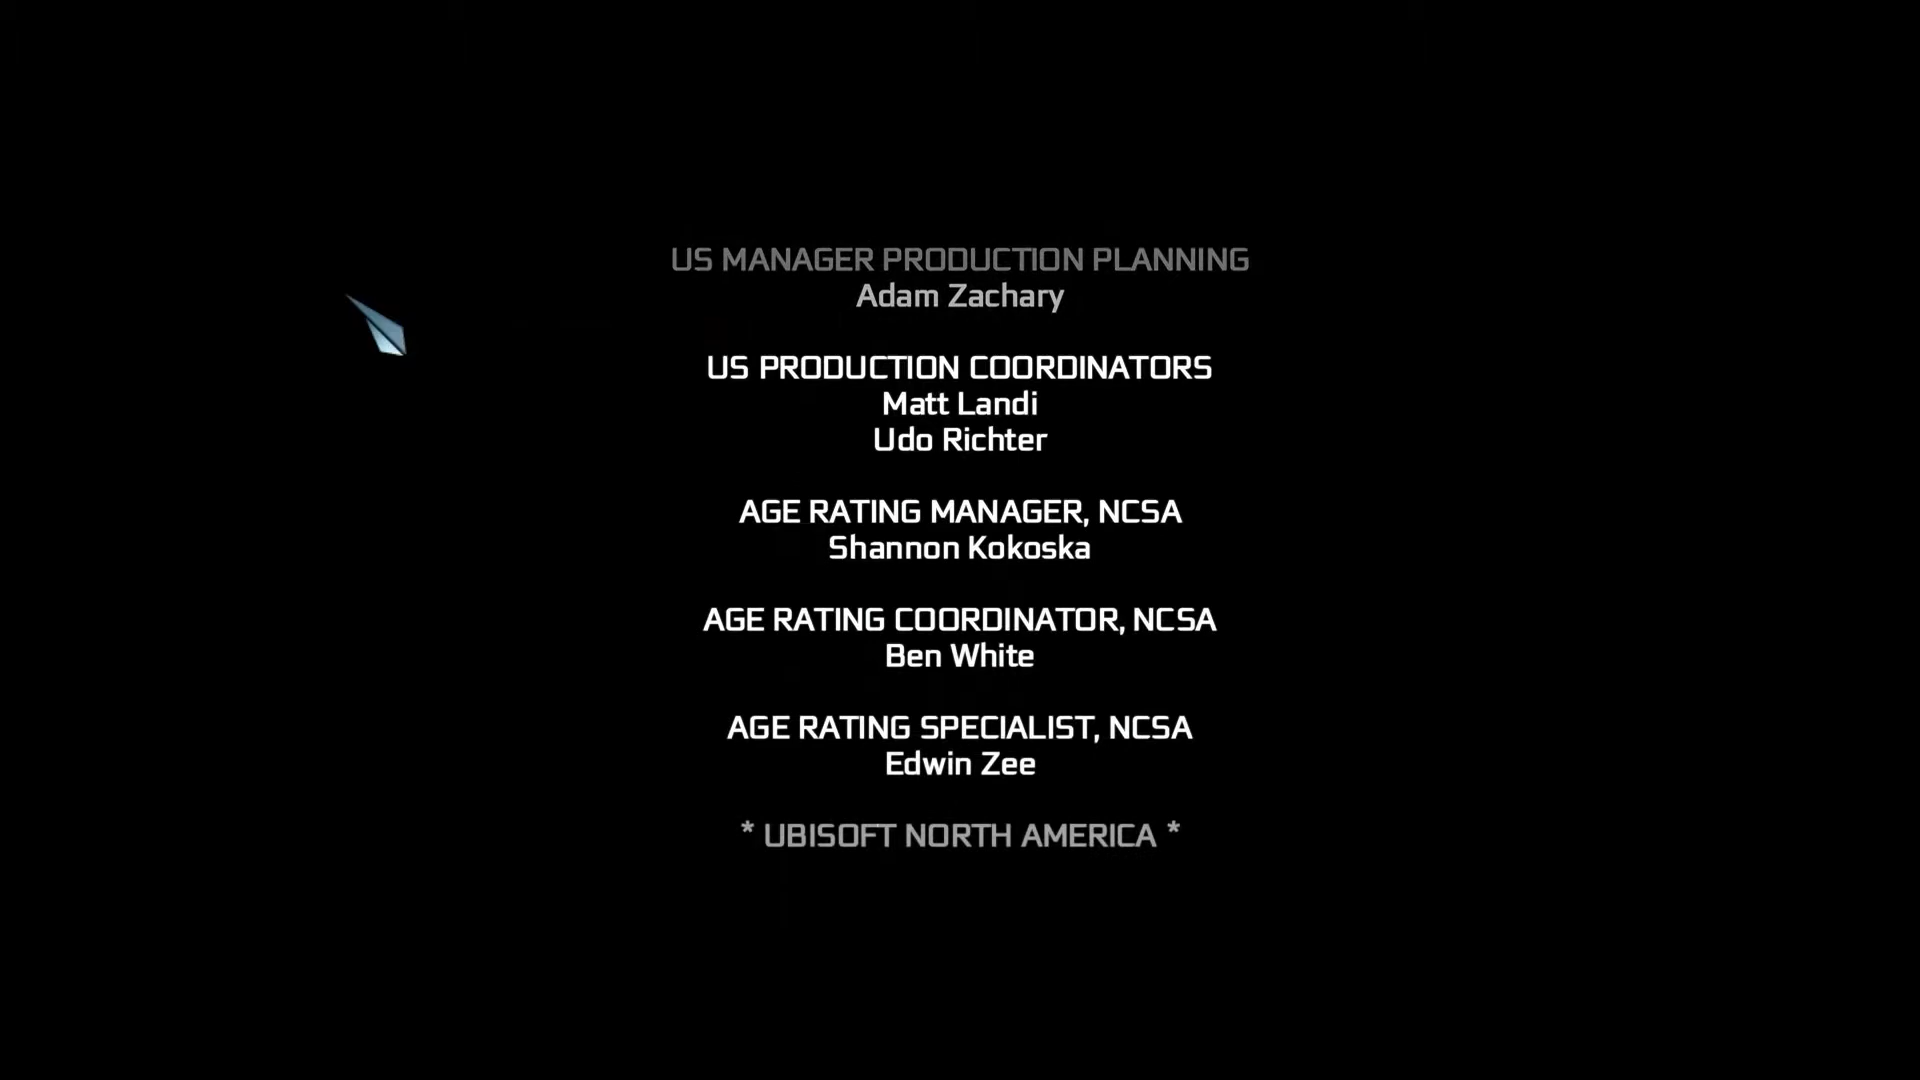 US MANAGER PRODUCTION PLANNING
Adam Zachary
US PRODUCTION COORDINATORS
Matt Landi
Udo Richter
AGE RATING MANAGER, NCSA
Shannon Kokoska
AGE RATING COORDINATOR, NCSA
Ben White
AGE RATING SPECIALIST, NCSA
Edwin Zee
* UBISOFT NORTH AMERICA *